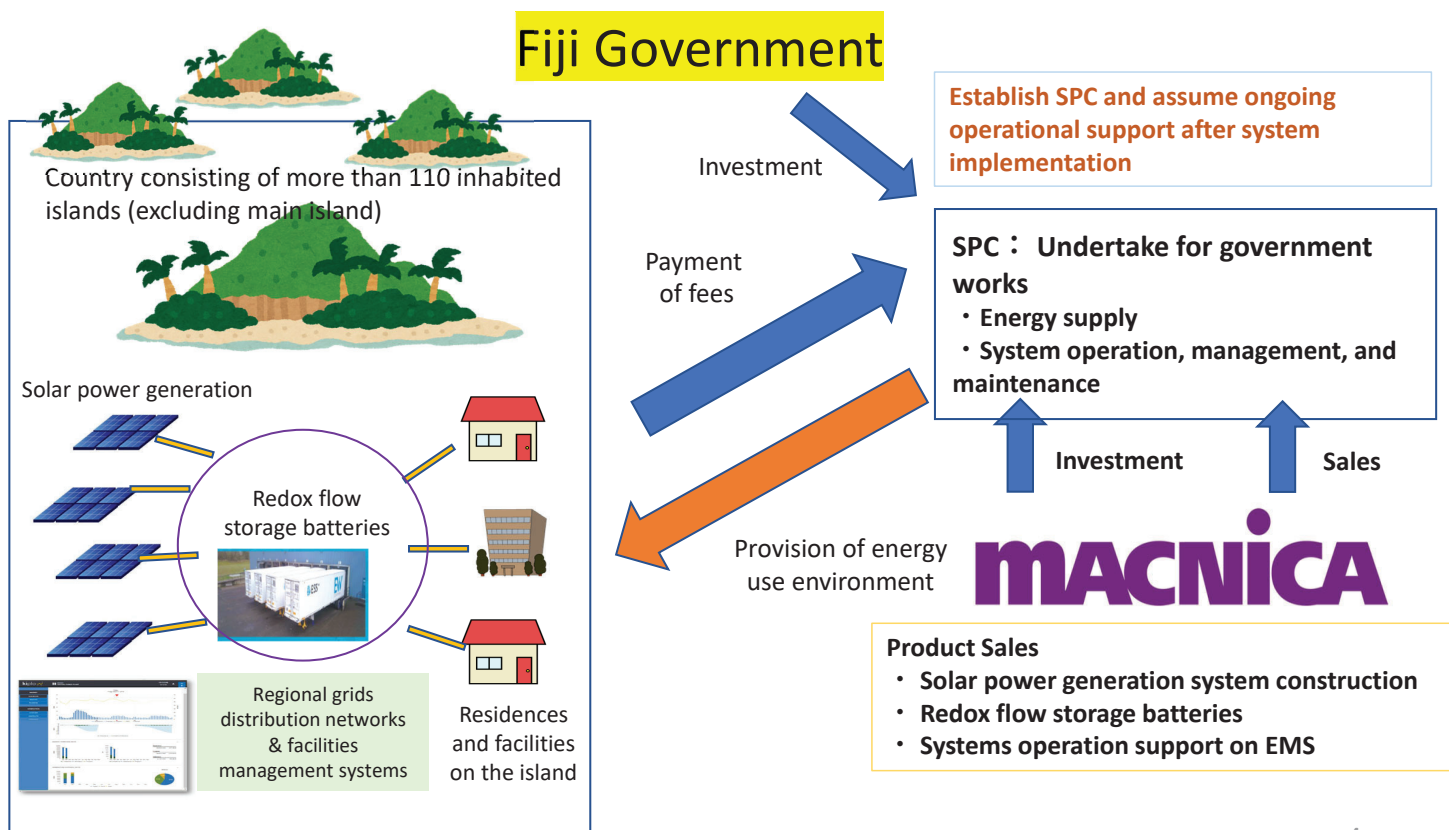 Fiji Government
Establish SPC and assume ongoing
operational support after system
implementation
Investment
Country consisting of more than 110 inhabited
islands (excluding main island)
SPC： Undertake for government
works
・Energy supply
・System operation, management, and
maintenance
Payment
of fees
Solar power generation
Redox flow
storage batteries
ESS
Investment
Sales
Provision of energy
use environment
MACNICA
Regional grids
distribution networks
& facilities
management systems
Residences
and facilities
on the island
Product Sales
・ Solar power generation system construction
・ Redox flow storage batteries
・ Systems operation support on EMS